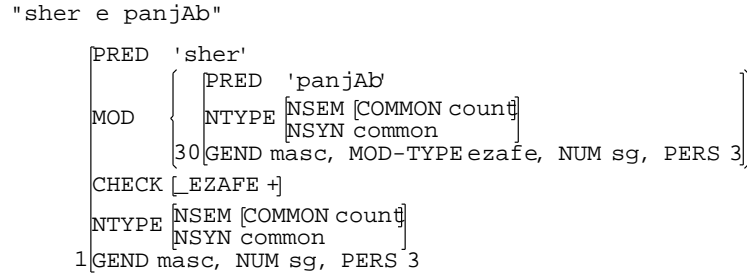 "sher e panjAb"
PRED 'sher'
PRED 'panjAb'
MOD NTYPE NSEM COMMON count
NSYN common
30 GEND masc, MOD-TYPE ezafe, NUM sg, PERS 3
CHECK _EZAFE +
NTYPE NSEM COMMON count
NSYN common
1 GEND masc, NUM sg, PERS 3